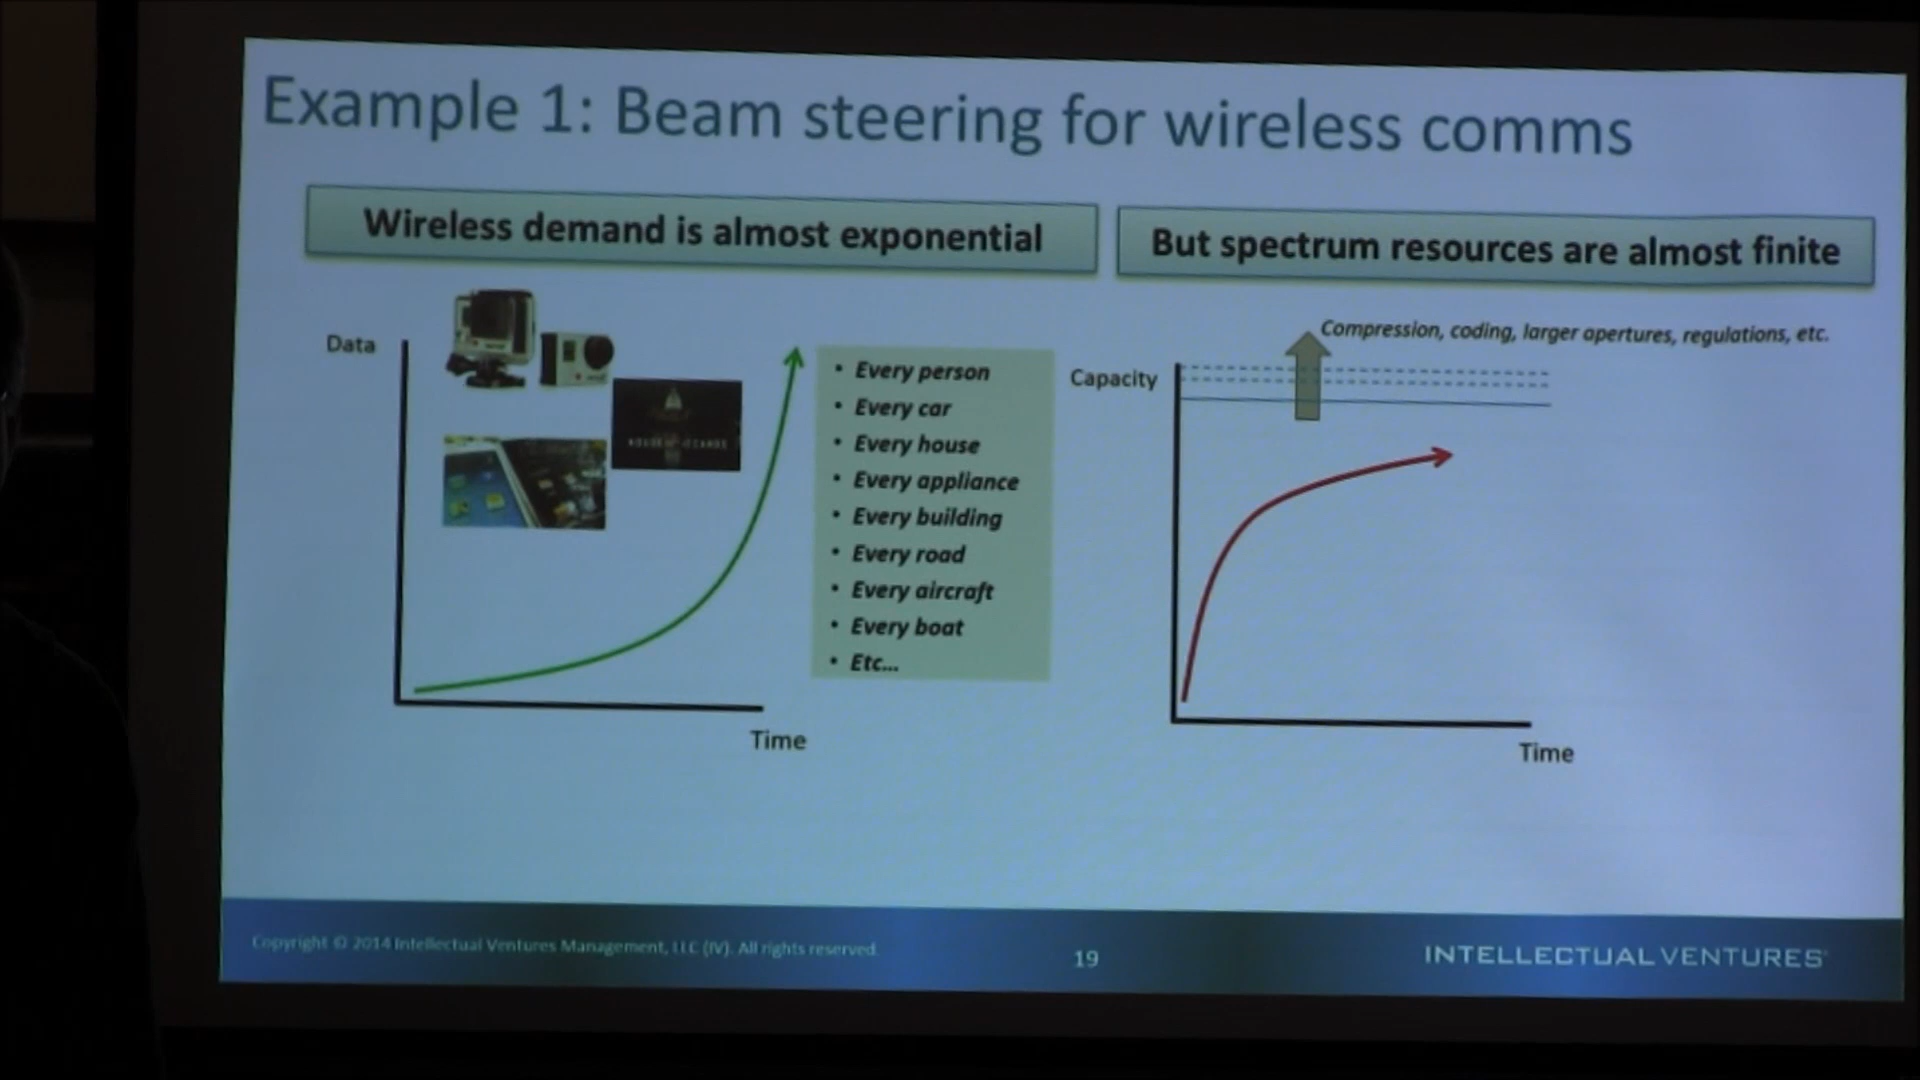 Example 1: Beam steering for wireless comms
Wireless demand is almost exponential
But spectrum resources are almost finite
Data
HOUSE of CARDS
• Every person
• Every car
• Every house
• Every appliance
• Every building
• Every road
• Every aircraft
• Every boat
• Etc...
Time
Compression, coding, larger apertures, regulations, etc.
Capacity
Time
Copyright © 2014 Intellectual Ventures Management, LLC (IV). All rights reserved.
19
INTELLECTUAL VENTURES®